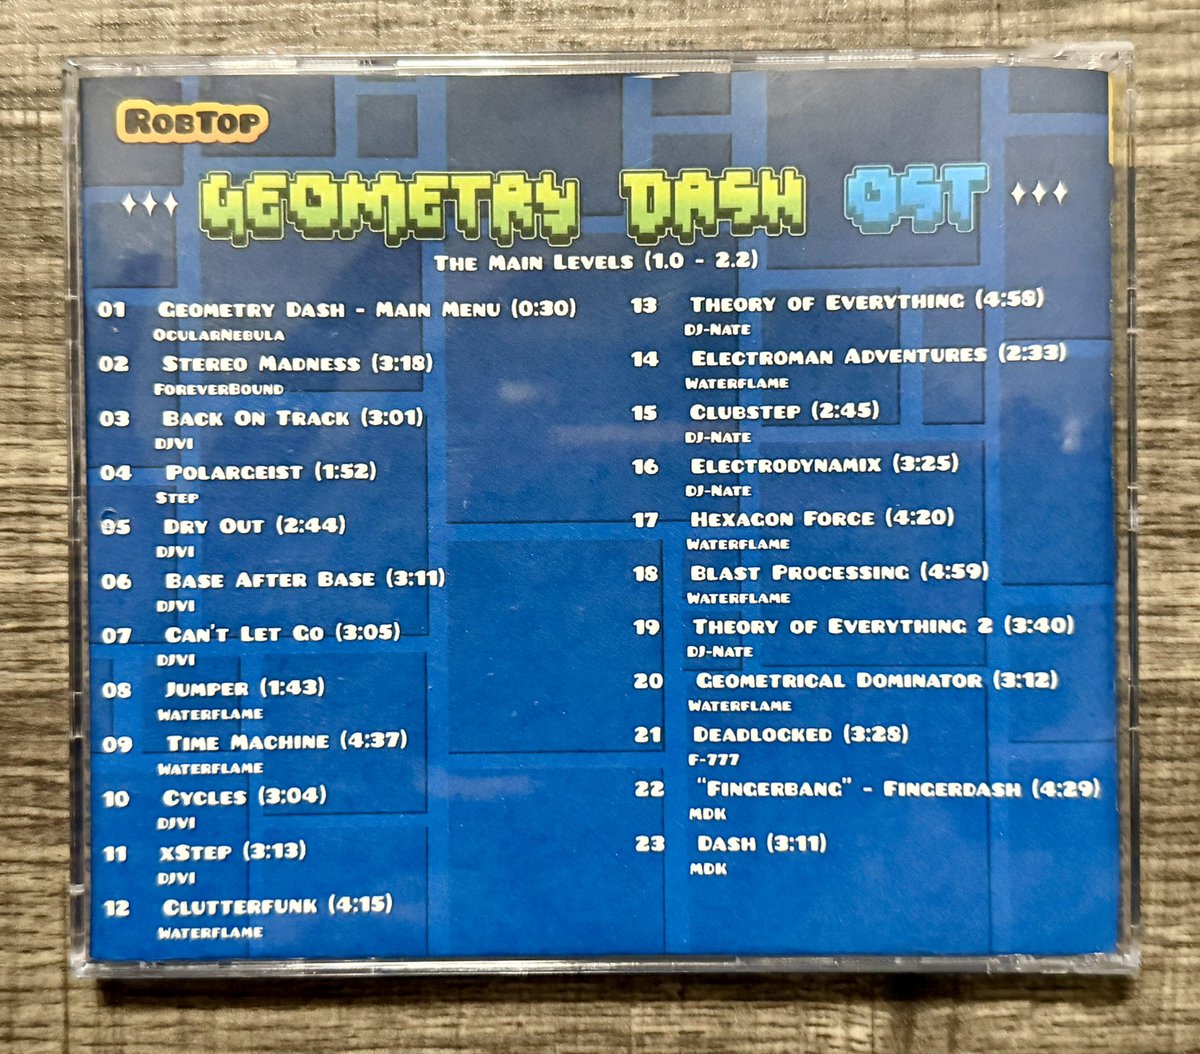 RobTop
GEOMETRY DASH OST
The Main Levels (1.0 - 2.2)
01 Geometry Dash - Main Menu (0:30)
OcularNebula
02 Stereo Madness (3:18)
ForeverBound
03 Back On Track (3:01)
DJVI
04 Polargeist (1:52)
Step
05 Dry Out (2:44)
DJVI
06 Base After Base (3:11)
DJVI
07 Can't Let Go (3:05)
DJVI
08 Jumper (1:43)
Waterflame
09 Time Machine (4:37)
Waterflame
10 Cycles (3:04)
DJVI
11 xStep (3:13)
DJVI
12 Clutterfunk (4:15)
Waterflame
13 Theory of Everything (4:58)
DJ-Nate
14 Electroman Adventures (2:33)
Waterflame
15 Clubstep (2:45)
DJ-Nate
16 Electrodynamix (3:25)
DJ-Nate
17 Hexagon Force (4:20)
Waterflame
18 Blast Processing (4:59)
Waterflame
19 Theory of Everything 2 (3:40)
DJ-Nate
20 Geometrical Dominator (3:12)
Waterflame
21 Deadlocked (3:28)
F-777
22 "Fingerbang" - Fingerdash (4:29)
MDK
23 Dash (3:11)
MDK